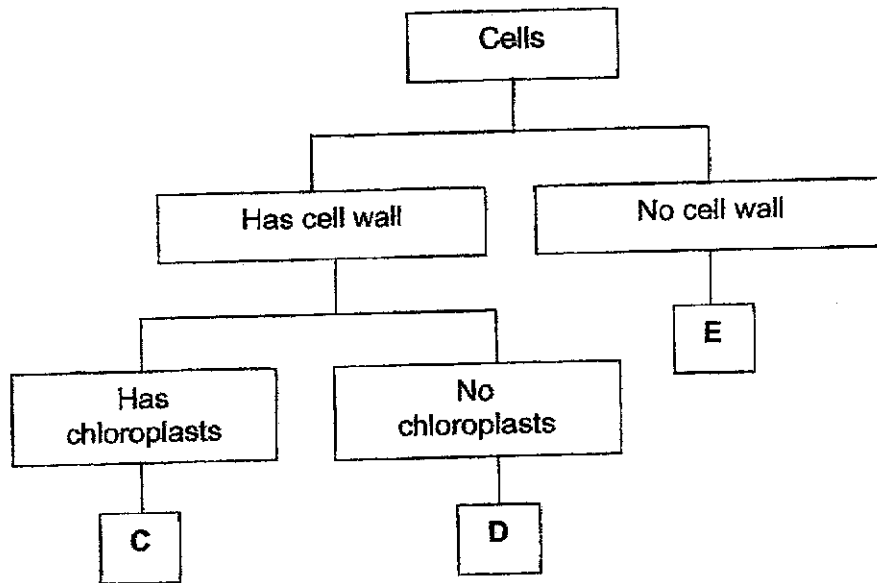 Cells
Has cell wall
No cell wall
E
Has
chloroplasts
No
chloroplasts
C
D